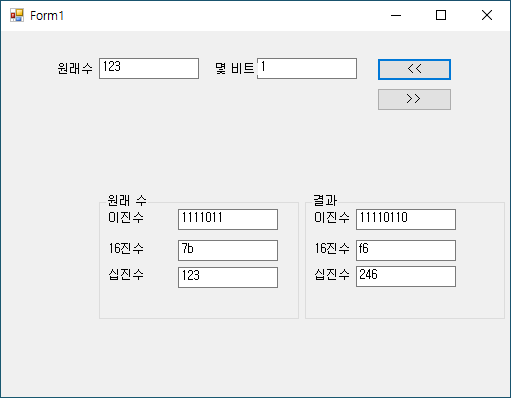 Form1
원래수 123 몇 비트 1 <<
>>
원래 수 결과
이진수 1111011 이진수 11110110
16진수 7b 16진수 f6
십진수 123 십진수 246